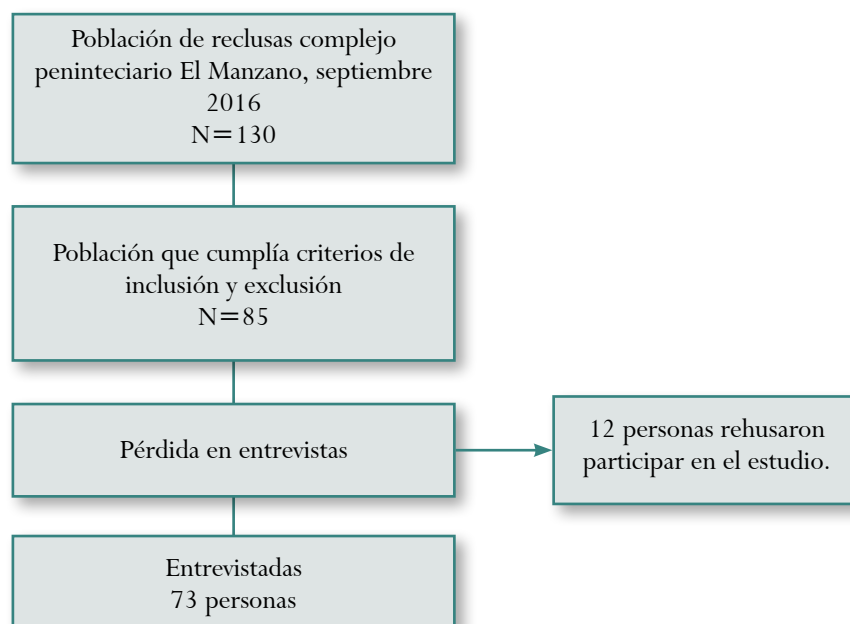 Población de reclusas complejo
peninteciario El Manzano, septiembre
2016
N=130
Población que cumplía criterios de
inclusión y exclusión
N=85
Pérdida en entrevistas
12 personas rehusaron
participar en el estudio.
Entrevistadas
73 personas